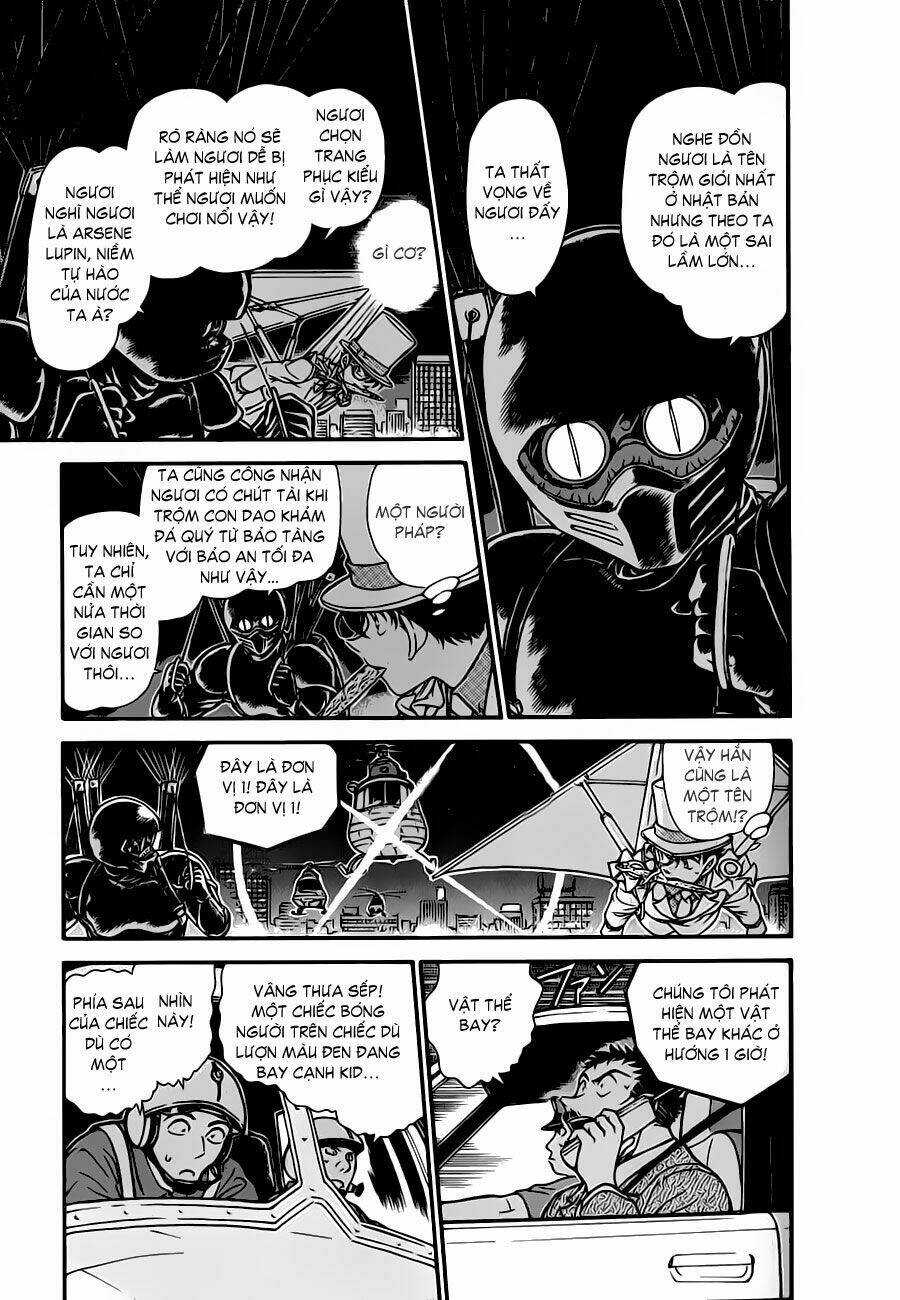 NGHE ĐỒN
NGƯƠI LÀ TÊN
TRỘM GIỎI NHẤT
Ở NHẬT BẢN
NHƯNG THEO TA
ĐÓ LÀ MỘT SAI
LẦM LỚN...
TA THẤT
VỌNG VỀ
NGƯƠI ĐẤY
...
NGƯƠI
CHỌN
TRANG
PHỤC KIỂU
GÌ VẬY?
RÕ RÀNG NÓ SẼ
LÀM NGƯƠI DỄ BỊ
PHÁT HIỆN NHƯ
THỂ NGƯƠI MUỐN
CHƠI NỔI VẬY!
NGƯƠI
NGHĨ NGƯƠI
LÀ ARSENE
LUPIN, NIỀM
TỰ HÀO
CỦA NƯỚC
TA À?
GÌ CƠ?
MỘT NGƯỜI
PHÁP?
TA CŨNG CÔNG NHẬN
NGƯƠI CÓ CHÚT TÀI KHI
TRỘM CON DAO KHẢM
ĐÁ QUÝ TỪ BẢO TÀNG
VỚI BẢO AN TỐI ĐA
NHƯ VẬY...
TUY NHIÊN,
TA CHỈ
CẦN MỘT
NỬA THỜI
GIAN SO
VỚI NGƯƠI
THÔI...
VẬY HẮN
CŨNG LÀ
MỘT TÊN
TRỘM!?
ĐÂY LÀ ĐƠN
VỊ 1! ĐÂY LÀ
ĐƠN VỊ 1!
CHÚNG TÔI PHÁT
HIỆN MỘT VẬT
THỂ BAY KHÁC Ở
HƯỚNG 1 GIỜ!
ファン
VẬT THỂ
BAY?
VÂNG THƯA SẾP!
MỘT CHIẾC BÓNG
NGƯỜI TRÊN CHIẾC DÙ
LƯỢN MÀU ĐEN ĐANG
BAY CẠNH KID...
NHÌN
NÀY!
PHÍA SAU
CỦA CHIẾC
DÙ CÓ
MỘT
...